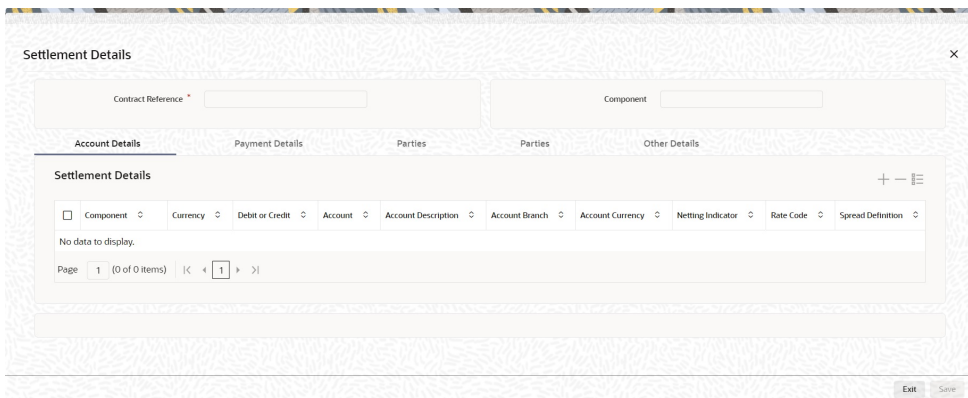 Settlement Details
Contract Reference *
Component
Account Details Payment Details Parties Parties Other Details
Settlement Details
Component Currency Debit or Credit Account Account Description Account Branch Account Currency Netting Indicator Rate Code Spread Definition
No data to display.
Page 1 (0 of 0 items) 1
Exit Save